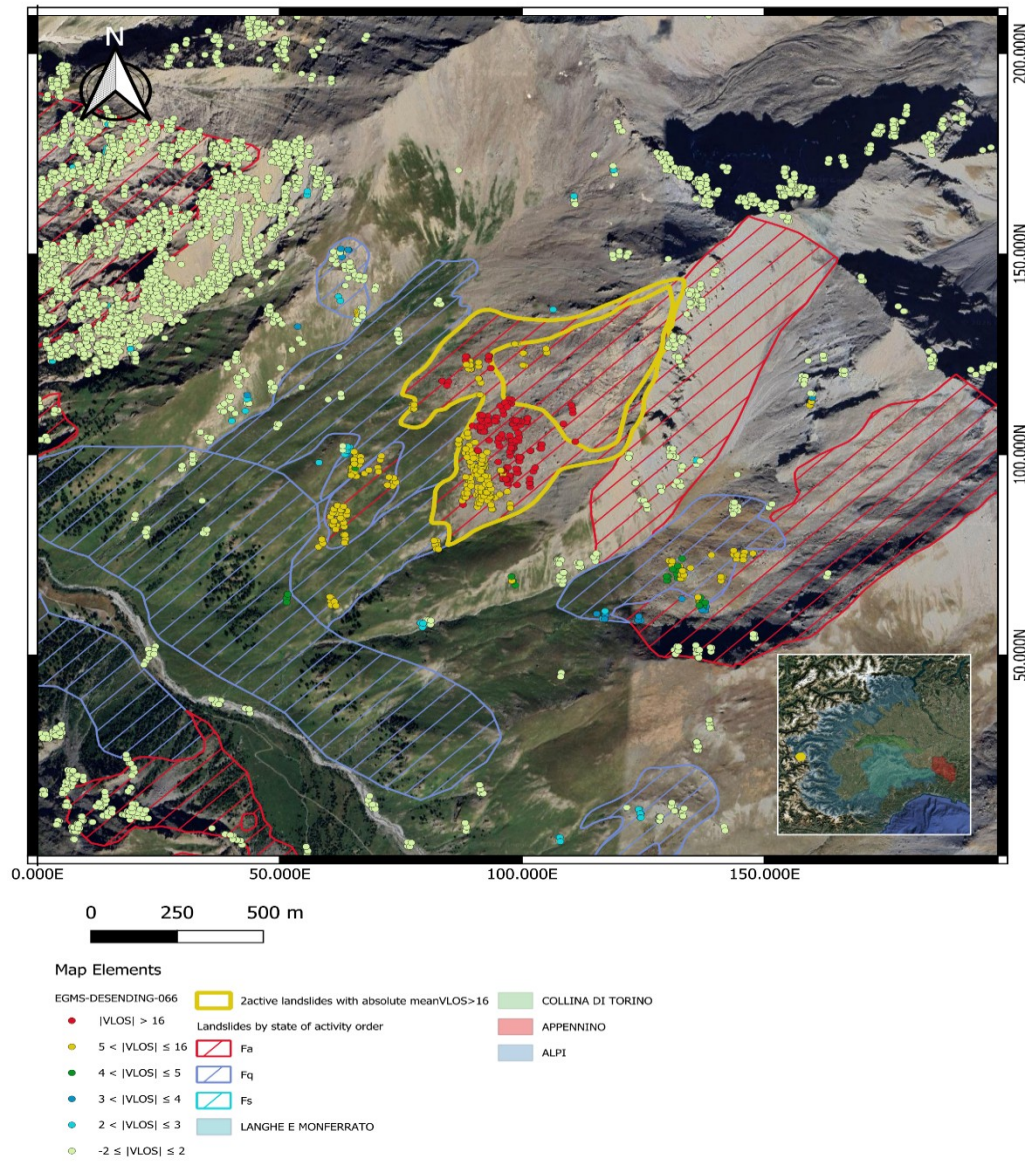 N
200.000N
150.000N
100.000N
50.000N
0.000E
50.000E
100.000E
150.000E
0 250 500 m
Map Elements
EGMS-DESENDING-066
|VLOS| > 16
5 < |VLOS| ≤ 16
4 < |VLOS| ≤ 5
3 < |VLOS| ≤ 4
2 < |VLOS| ≤ 3
-2 ≤ |VLOS| ≤ 2
2active landslides with absolute meanVLOS>16
Landslides by state of activity order
Fa
Fq
Fs
LANGHE E MONFERRATO
COLLINA DI TORINO
APPENNINO
ALPI